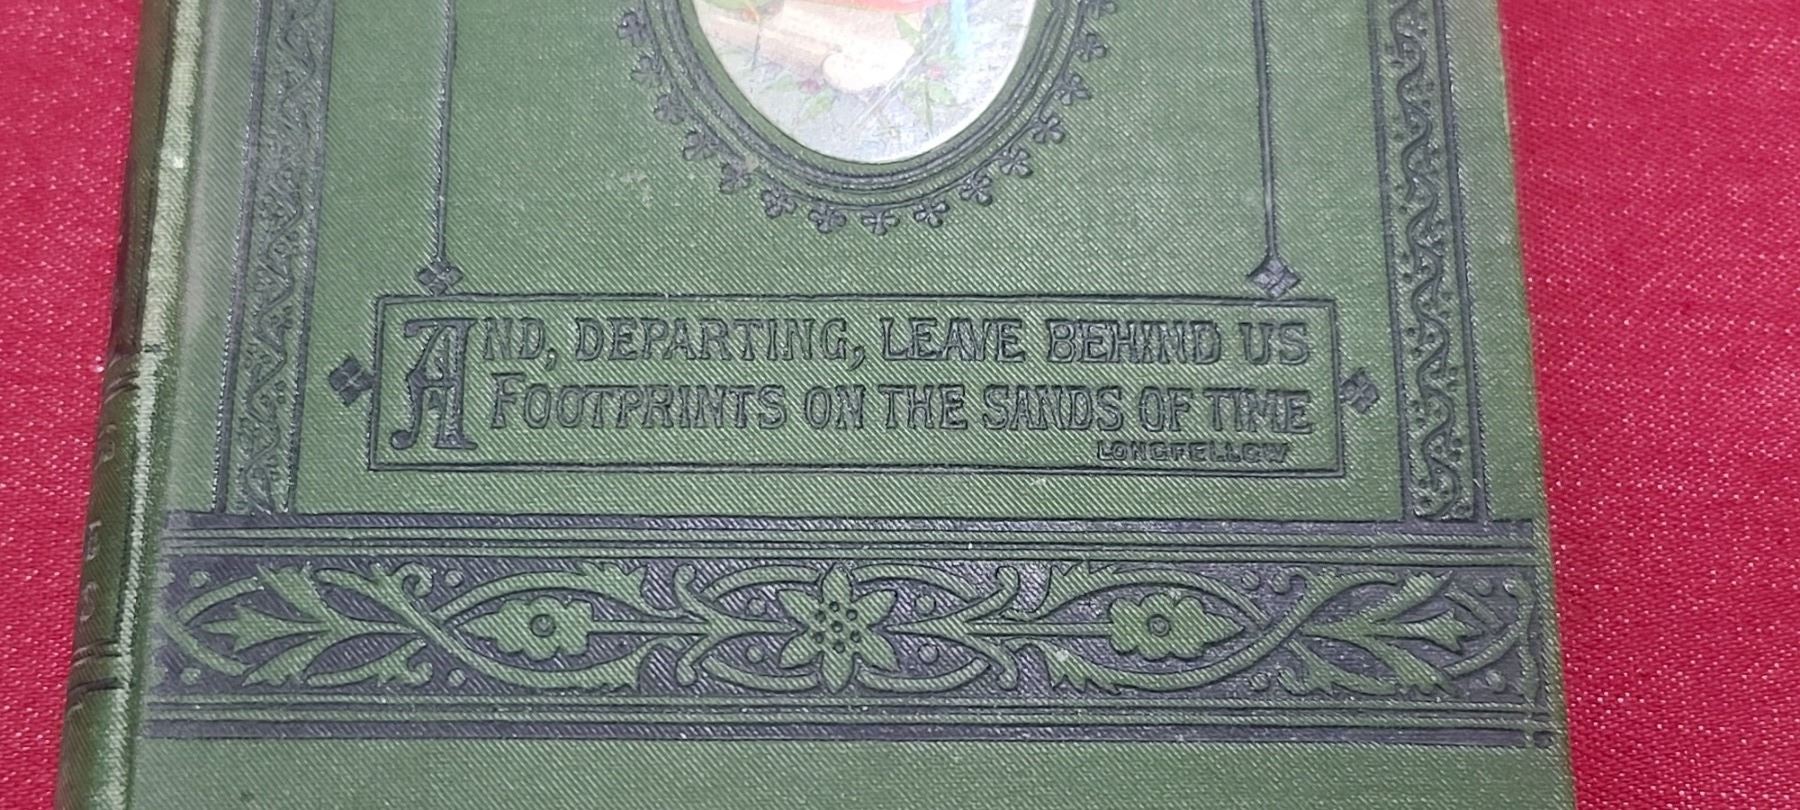 AND, DEPARTING, LEAVE BEHIND US
FOOTPRINTS ON THE SANDS OF TIME
LONGFELLOW